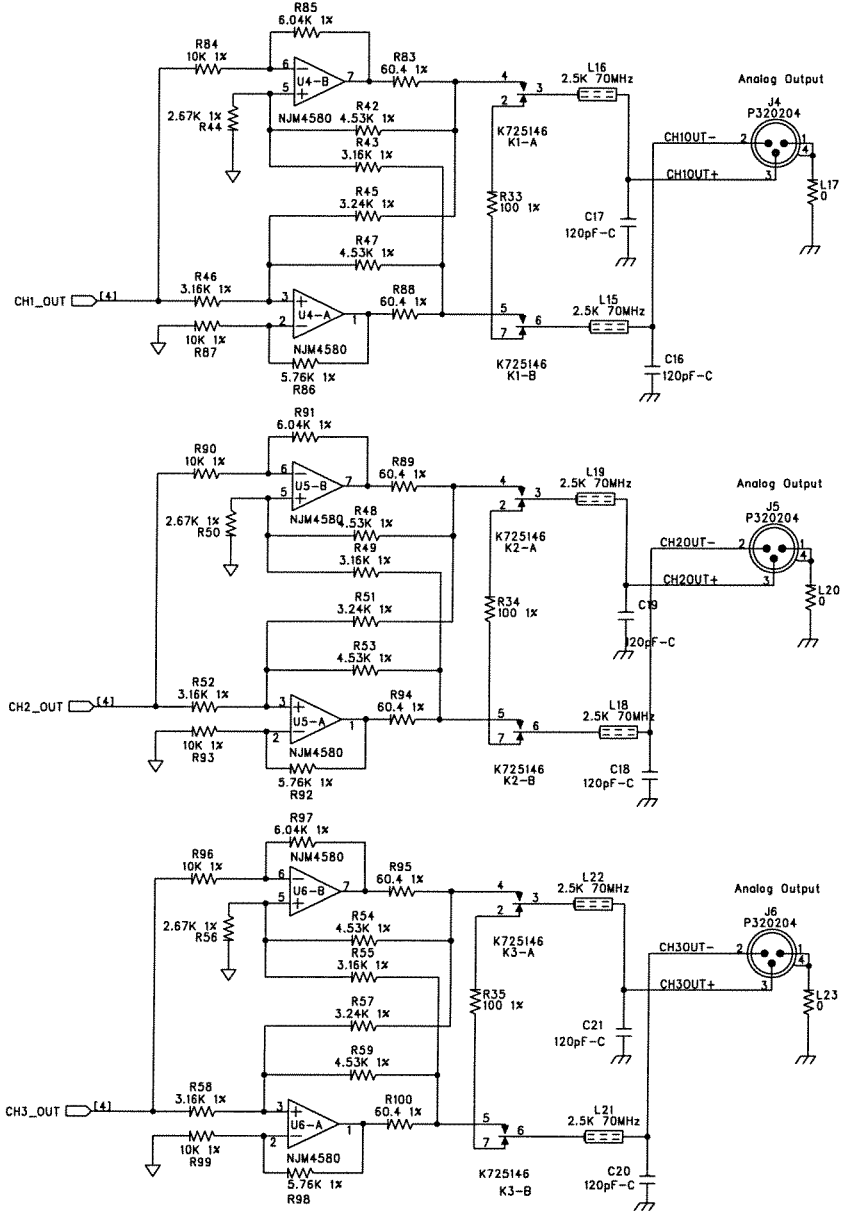 R85
6.04K 1%
R84
10K 1%
6
5
U4-B
7
R83
60.4 1%
2.67K 1%
R44
NJM4580
R42
4.53K 1%
R43
3.16K 1%
R45
3.24K 1%
R47
4.53K 1%
4
2
3
K725146
K1-A
R33
100 1%
L16
2.5K 70MHz
Analog Output
J4
P320204
CH1OUT-
2
1
4
CH1OUT+
3
L17
0
C17
120pF-C
CH1_OUT
[4]
R46
3.16K 1%
10K 1%
R87
3
2
U4-A
1
NJM4580
5.76K 1%
R86
R88
60.4 1%
5
7
6
K725146
K1-B
L15
2.5K 70MHz
C16
120pF-C
R91
6.04K 1%
R90
10K 1%
6
5
U5-B
7
R89
60.4 1%
2.67K 1%
R50
NJM4580
R48
4.53K 1%
R49
3.16K 1%
R51
3.24K 1%
R53
4.53K 1%
4
2
3
K725146
K2-A
R34
100 1%
L19
2.5K 70MHz
Analog Output
J5
P320204
CH2OUT-
2
1
4
CH2OUT+
3
L20
0
C19
120pF-C
CH2_OUT
[4]
R52
3.16K 1%
10K 1%
R93
3
2
U5-A
1
NJM4580
5.76K 1%
R92
R94
60.4 1%
5
7
6
K725146
K2-B
L18
2.5K 70MHz
C18
120pF-C
R97
6.04K 1%
NJM4580
R96
10K 1%
6
5
U6-B
7
R95
60.4 1%
2.67K 1%
R56
R54
4.53K 1%
R55
3.16K 1%
R57
3.24K 1%
R59
4.53K 1%
4
2
3
K725146
K3-A
R35
100 1%
L22
2.5K 70MHz
Analog Output
J6
P320204
CH3OUT-
2
1
4
CH3OUT+
3
L23
0
C21
120pF-C
CH3_OUT
[4]
R58
3.16K 1%
10K 1%
R99
3
2
U6-A
1
NJM4580
5.76K 1%
R98
R100
60.4 1%
5
7
6
K725146
K3-B
L21
2.5K 70MHz
C20
120pF-C